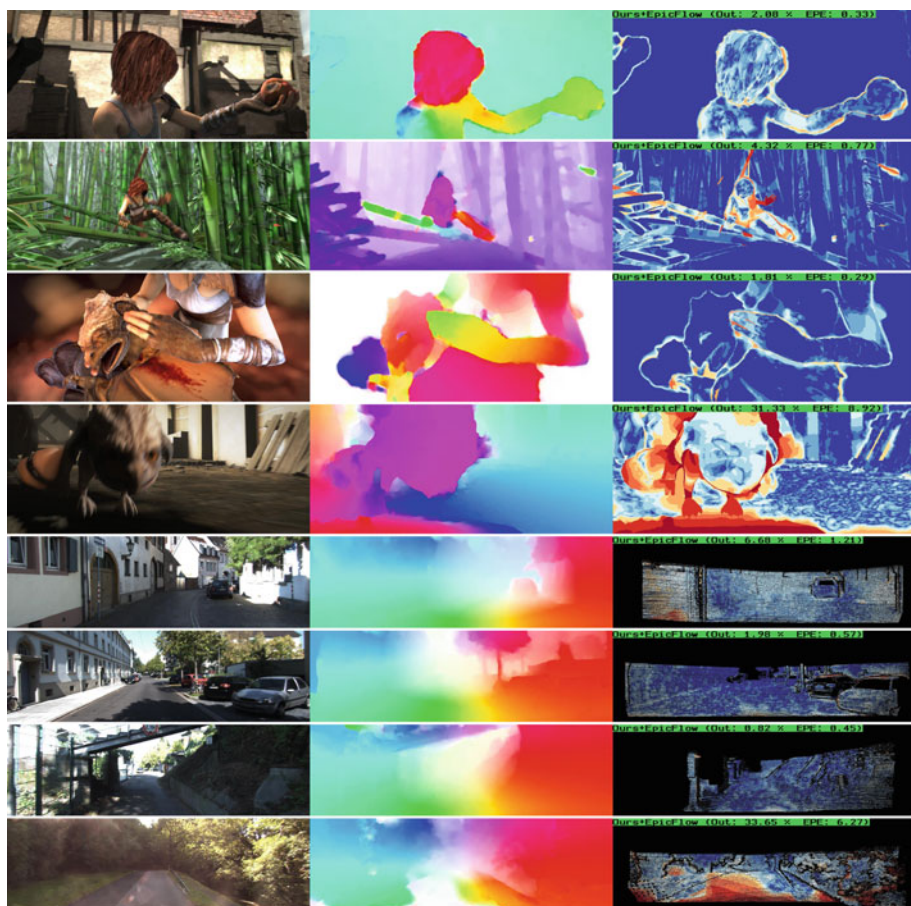 Ours+EpicFlow (Out: 2.08 % EPE: 0.33)
Ours+EpicFlow (Out: 4.32 % EPE: 0.77)
Ours+EpicFlow (Out: 1.81 % EPE: 0.29)
Ours+EpicFlow (Out: 31.33 % EPE: 8.92)
Ours+EpicFlow (Out: 6.68 % EPE: 1.21)
Ours+EpicFlow (Out: 1.98 % EPE: 0.57)
Ours+EpicFlow (Out: 0.82 % EPE: 0.45)
Ours+EpicFlow (Out: 33.65 % EPE: 6.27)